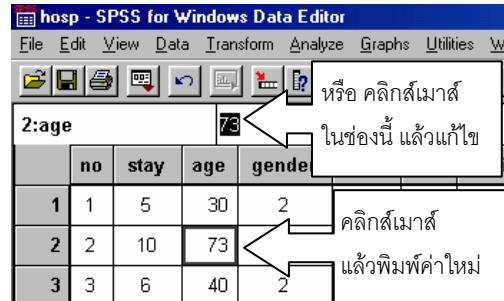 hosp - SPSS for Windows Data Editor
File Edit View Data Transform Analyze Graphs Utilities W
หรือ คลิกส์เมาส์
ในช่องนี้ แล้วแก้ไข
2:age 73
no stay age gender
1 1 5 30 2
คลิกส์เมาส์
แล้วพิมพ์ค่าใหม่
2 2 10 73
3 3 6 40 2